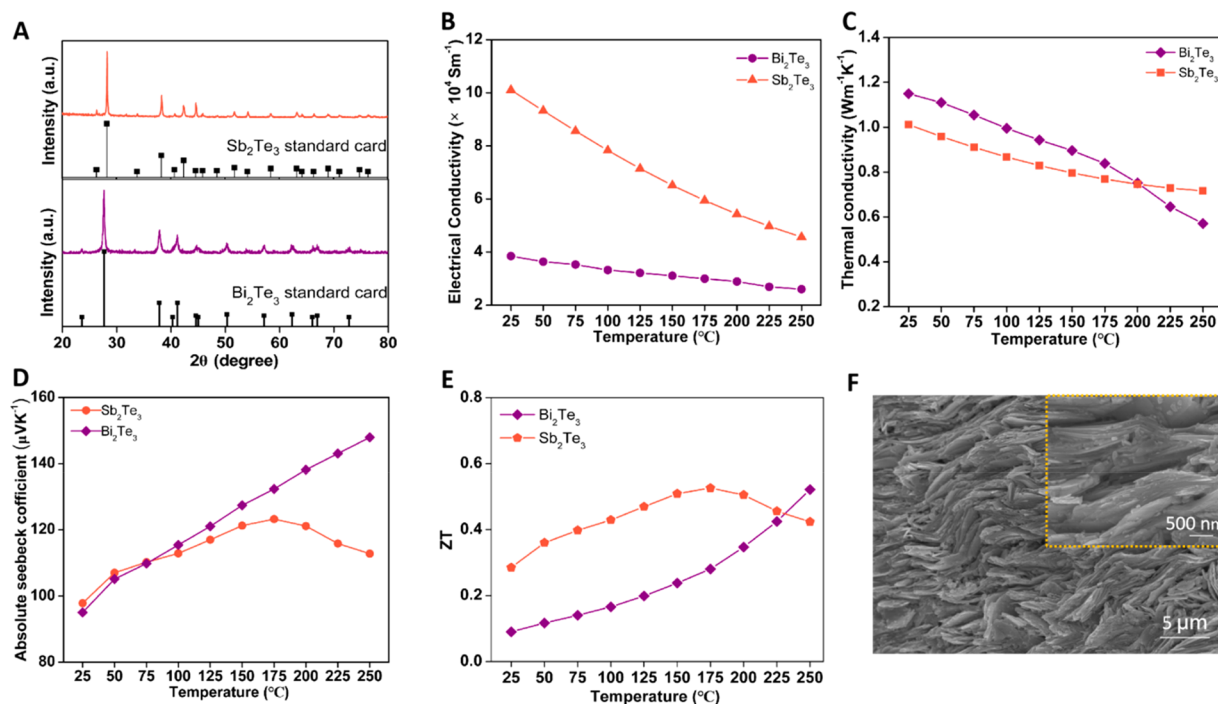 A
Intensity (a.u.)
Sb₂Te₃ standard card
Intensity (a.u.)
Bi₂Te₃ standard card
20 30 40 50 60 70 80
2θ (degree)
B
Electrical Conductivity (× 10⁴ Sm⁻¹)
12
10
8
6
4
2
Bi₂Te₃
Sb₂Te₃
25 50 75 100 125 150 175 200 225 250
Temperature (°C)
C
Thermal conductivity (Wm⁻¹K⁻¹)
1.4
1.2
1.0
0.8
0.6
0.4
0.2
Bi₂Te₃
Sb₂Te₃
25 50 75 100 125 150 175 200 225 250
Temperature (°C)
D
Absolute seebeck cofficient (μVK⁻¹)
160
140
120
100
80
Sb₂Te₃
Bi₂Te₃
25 50 75 100 125 150 175 200 225 250
Temperature (°C)
E
ZT
0.8
0.6
0.4
0.2
0.0
Bi₂Te₃
Sb₂Te₃
25 50 75 100 125 150 175 200 225 250
Temperature (°C)
F
500 nm
5 μm